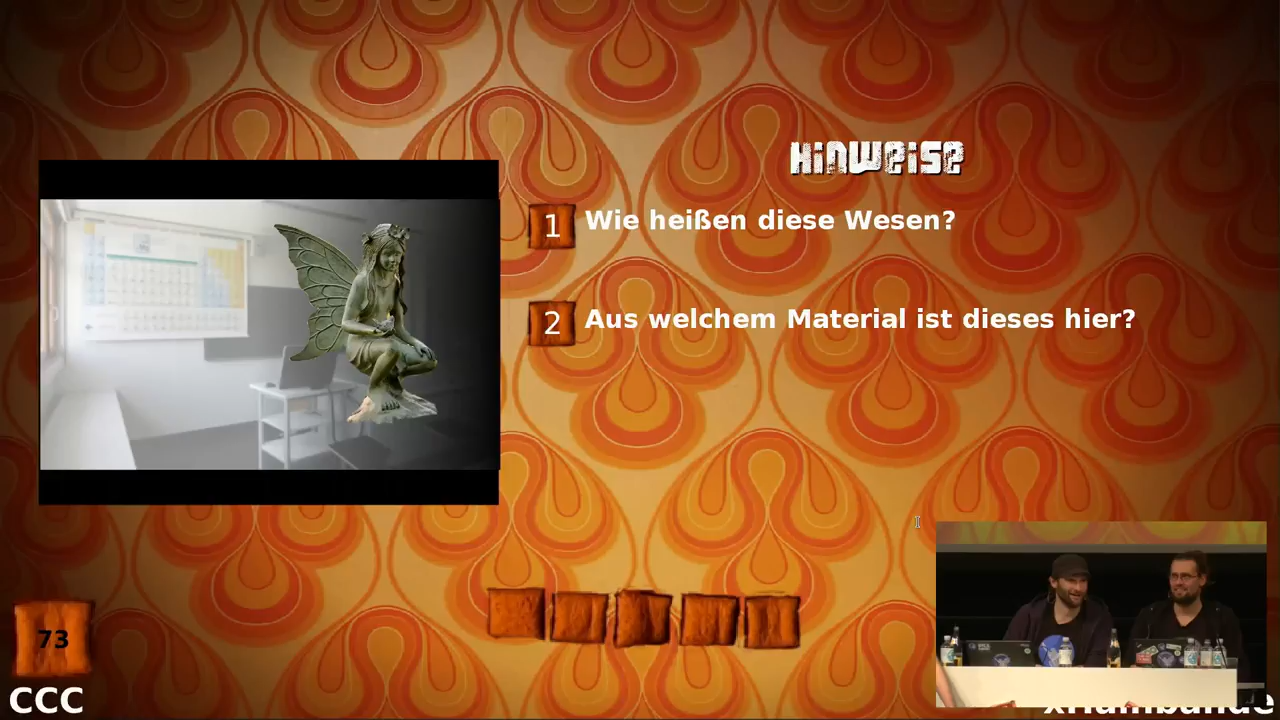 Hinweise
1 Wie heißen diese Wesen?
2 Aus welchem Material ist dieses hier?
73
CCC